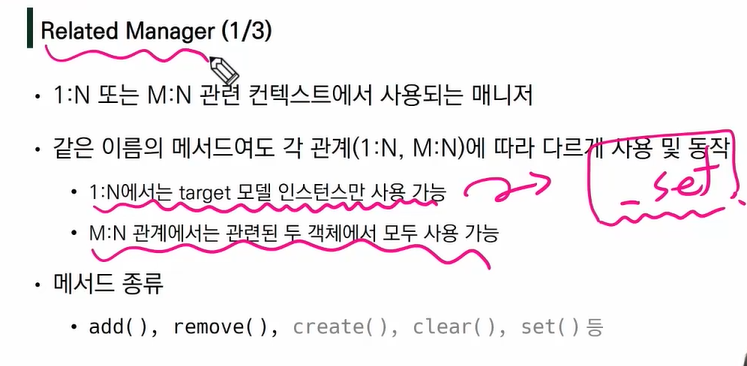 Related Manager (1/3)
• 1:N 또는 M:N 관련 컨텍스트에서 사용되는 매니저
• 같은 이름의 메서드여도 각 관계(1:N, M:N)에 따라 다르게 사용 및 동작
• 1:N에서는 target 모델 인스턴스만 사용 가능
_set
• M:N 관계에서는 관련된 두 객체에서 모두 사용 가능
• 메서드 종류
• add(), remove(), create(), clear(), set() 등